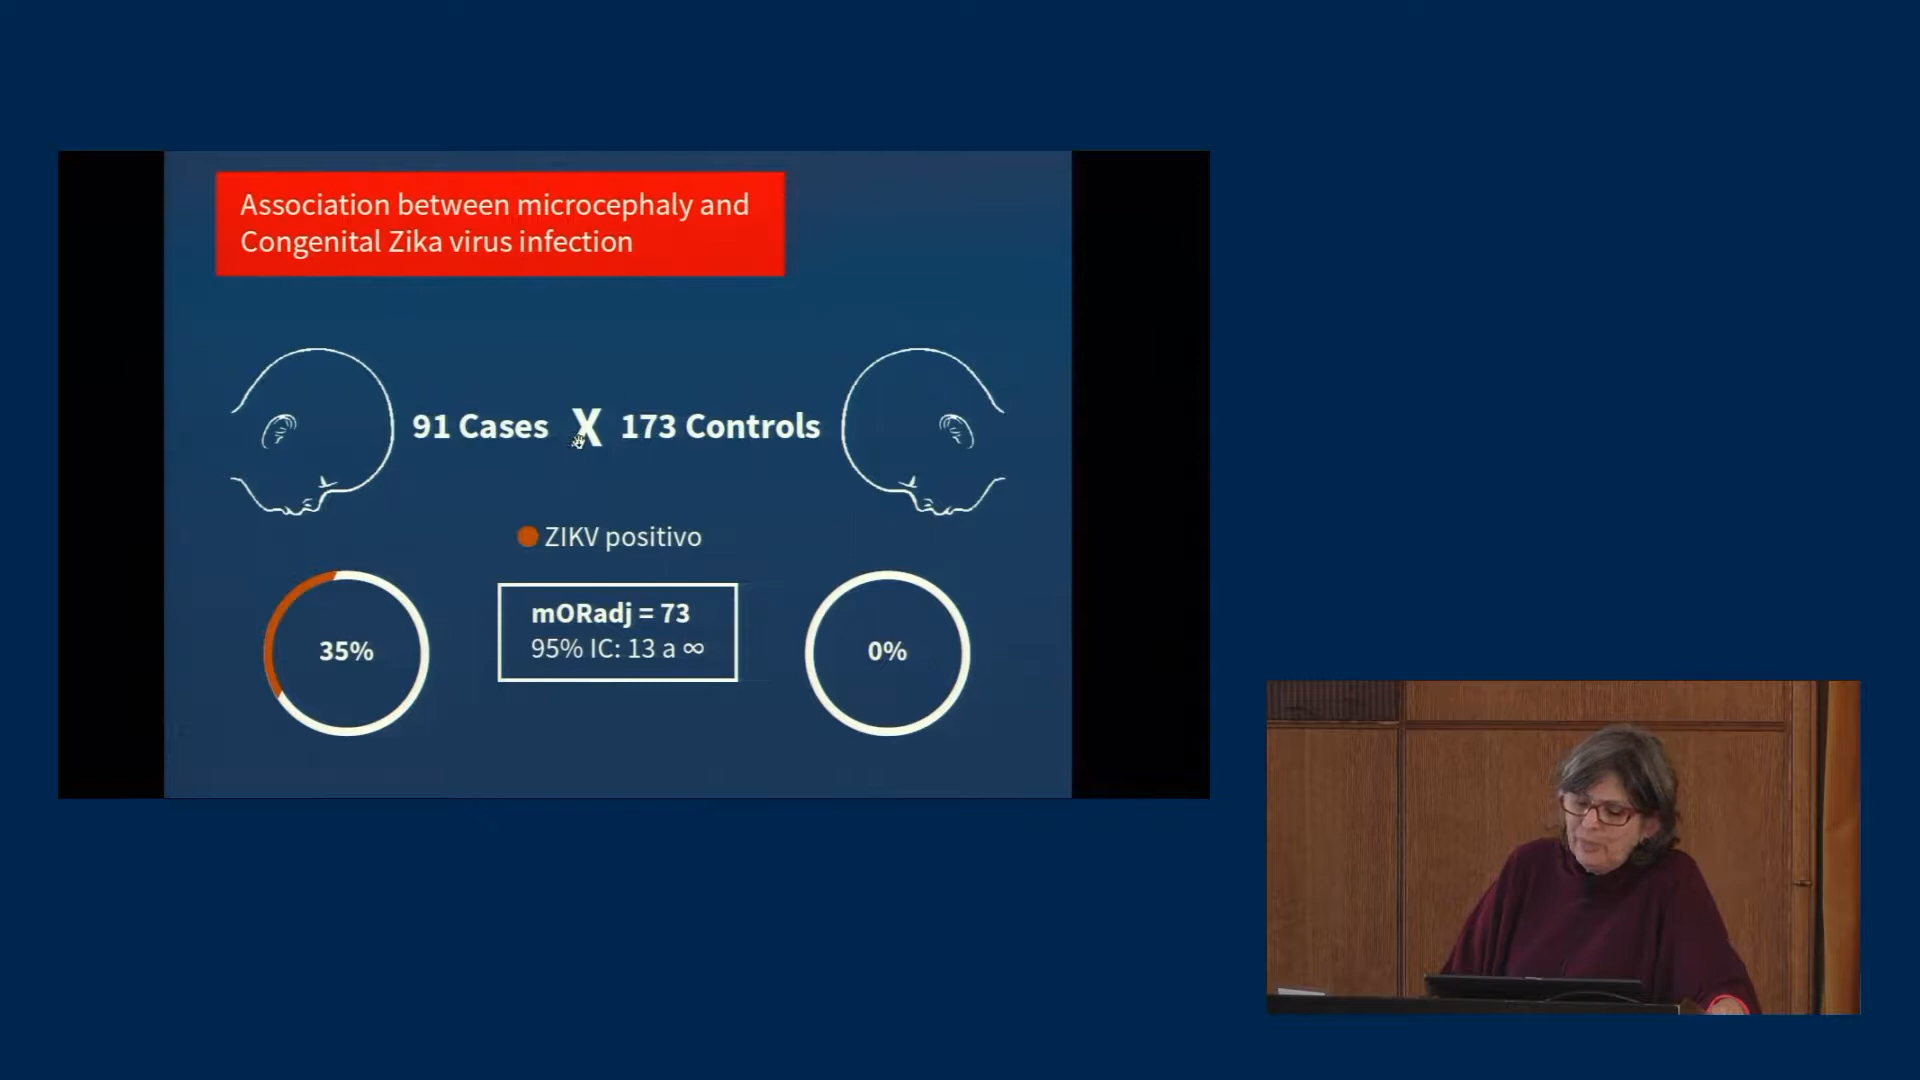 Association between microcephaly and
Congenital Zika virus infection
91 Cases X 173 Controls
ZIKV positivo
35%
mORadj = 73
95% IC: 13 a ∞
0%